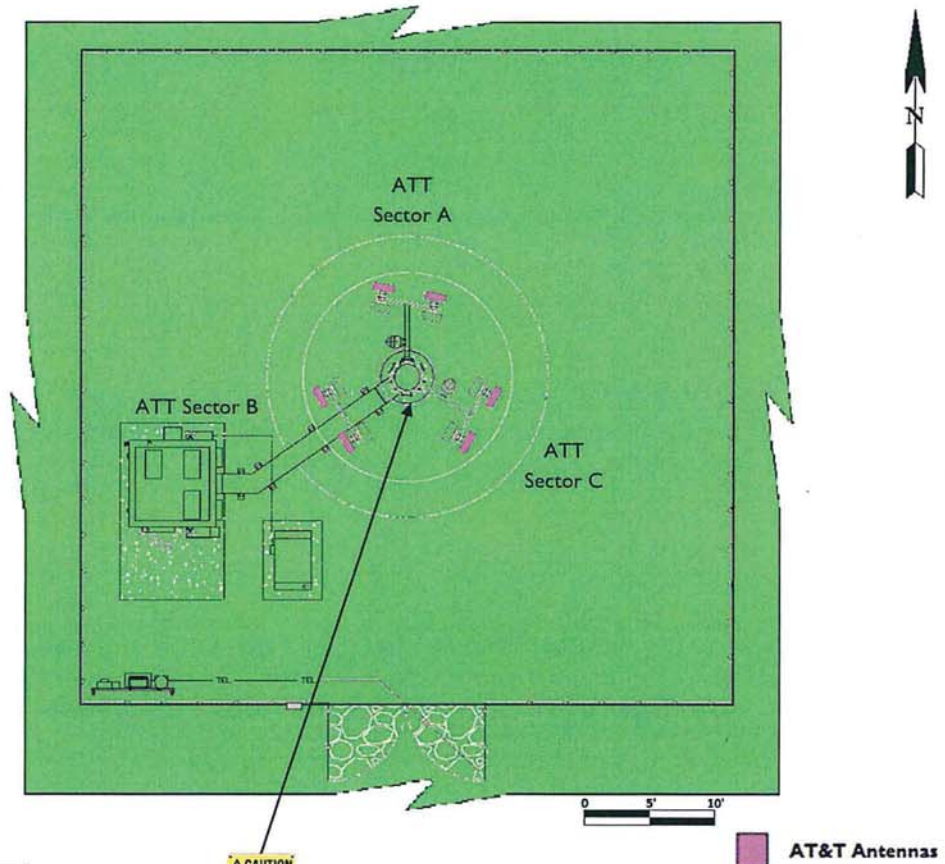 N
ATT
Sector A
ATT Sector B
ATT
Sector C
TEL
TEL
0 5' 10'
CAUTION
AT&T Antennas